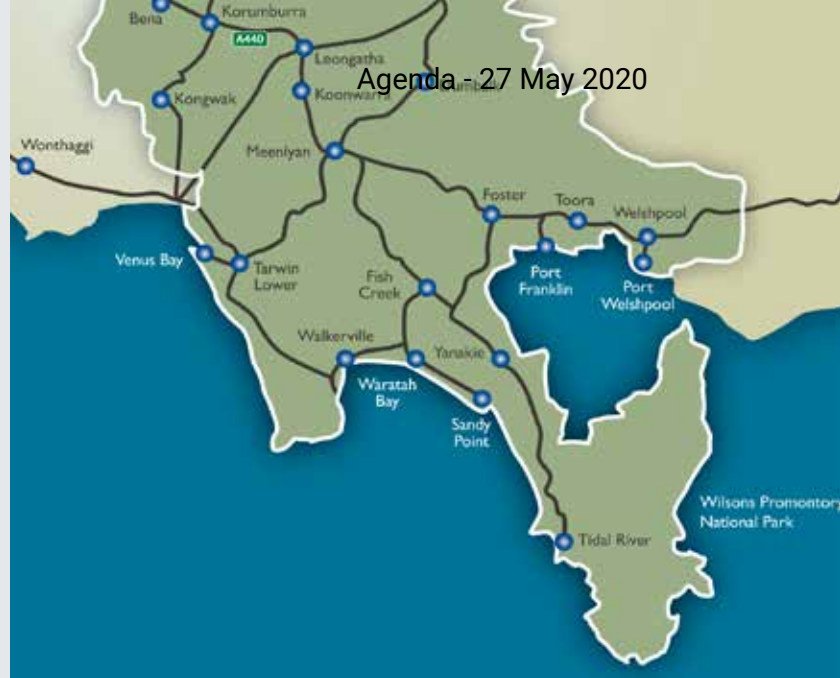 Korumburra
Bena
A440
Leongatha
Agenda - 27 May 2020
Koonwarra
Kongwak
Wonthaggi
Meeniyan
Foster
Toora
Welshpool
Venus Bay
Tarwin
Lower
Fish
Creek
Port
Franklin
Port
Welshpool
Walkerville
Yanakie
Waratah
Bay
Sandy
Point
Wilsons Promontory
National Park
Tidal River